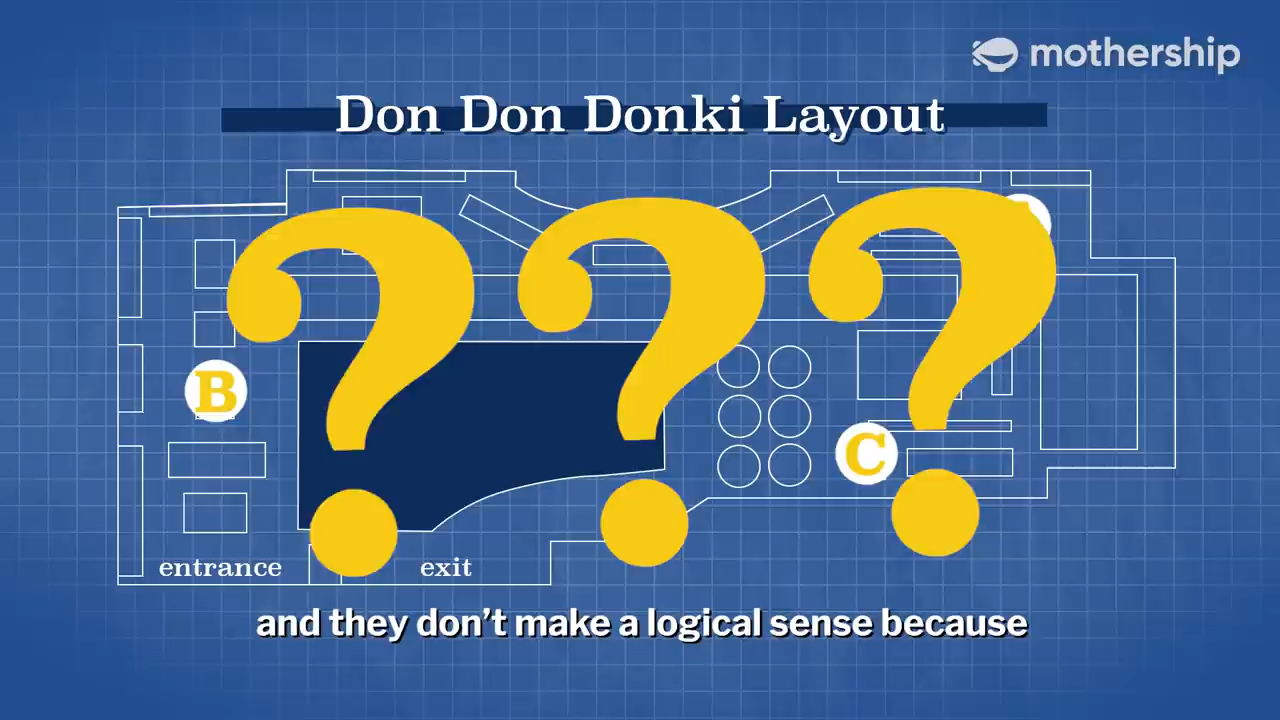 mothership
Don Don Donki Layout
? ? ?
B
C
entrance
exit
and they don't make a logical sense because